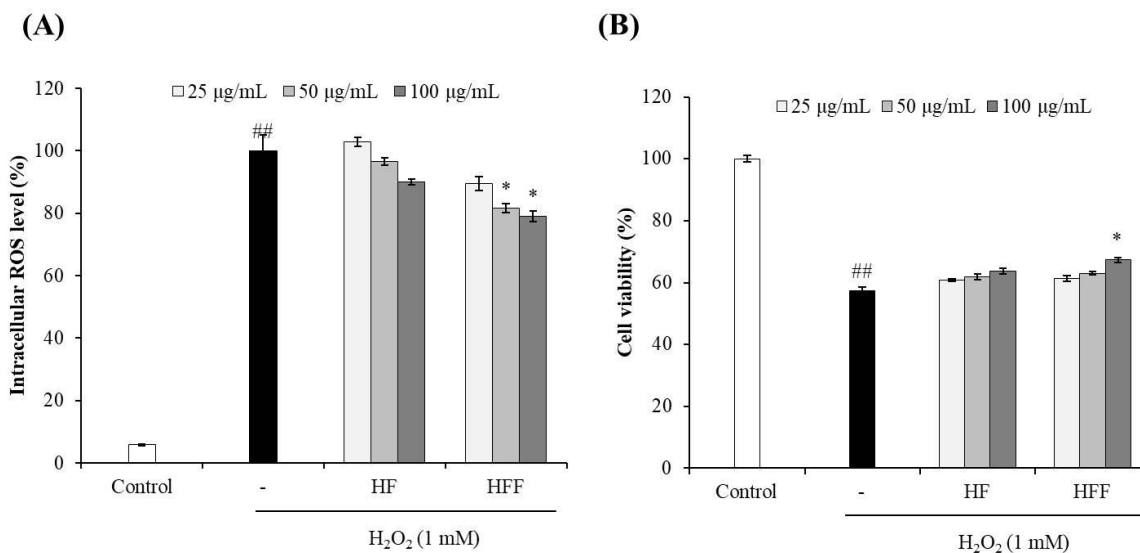 (A)
120
100
80
60
40
20
0
Intracellular ROS level (%)
25 μg/mL 50 μg/mL 100 μg/mL
##
*
*
Control - HF HFF
H₂O₂ (1 mM)
(B)
120
100
80
60
40
20
0
Cell viability (%)
25 μg/mL 50 μg/mL 100 μg/mL
##
*
Control - HF HFF
H₂O₂ (1 mM)